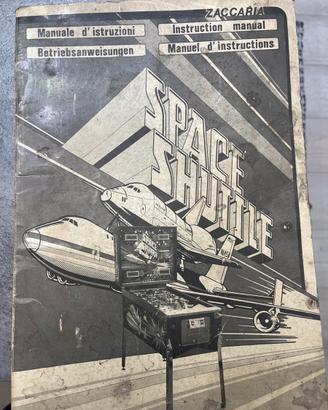 ZACCARIA
Manuale d'istruzioni
Instruction manual
Betriebsanweisungen
Manuel d'instructions
SPACE
SHUTTLE